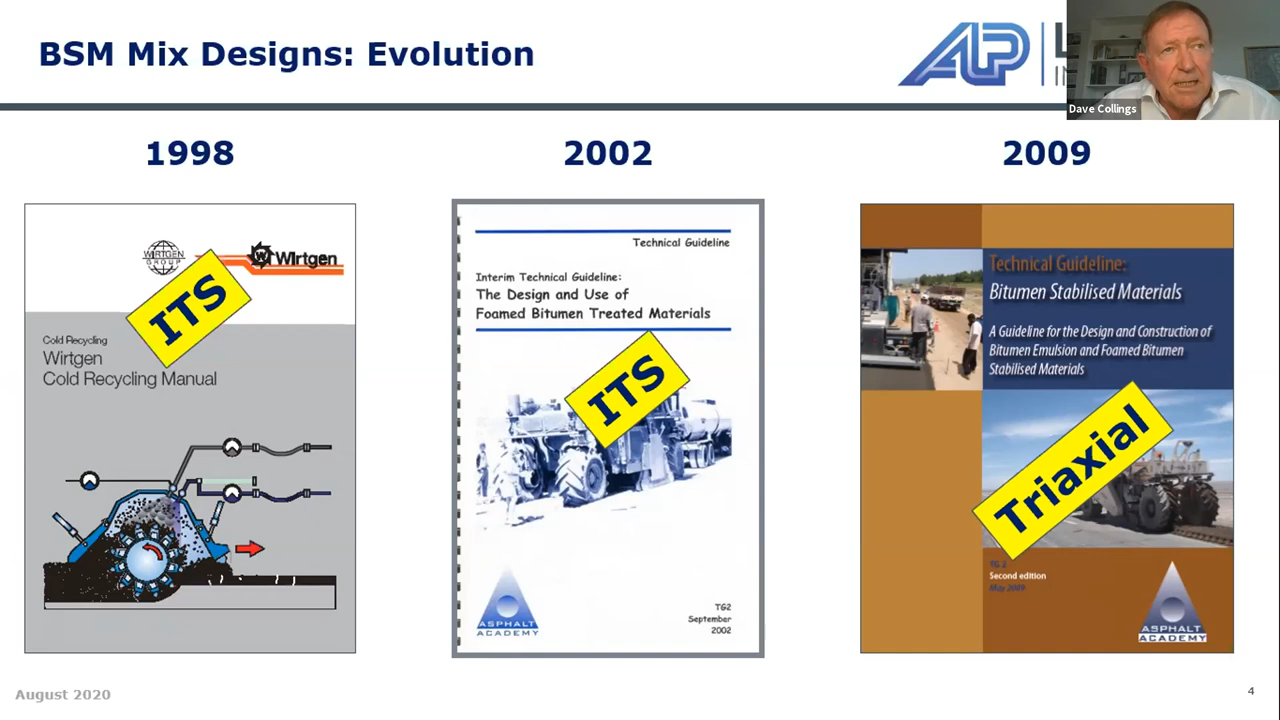 BSM Mix Designs: Evolution
Dave Collings
1998
2002
2009
WIRTGEN
GROUP
Wirtgen
ITS
Cold Recycling
Wirtgen
Cold Recycling Manual
Technical Guideline
Interim Technical Guideline:
The Design and Use of
Foamed Bitumen Treated Materials
ITS
ASPHALT
ACADEMY
TG2
September
2002
Technical Guideline:
Bitumen Stabilised Materials
A Guideline for the Design and Construction of
Bitumen Emulsion and Foamed Bitumen
Stabilised Materials
Triaxial
TG 2
Second edition
May 2009
ASPHALT
ACADEMY
August 2020
4